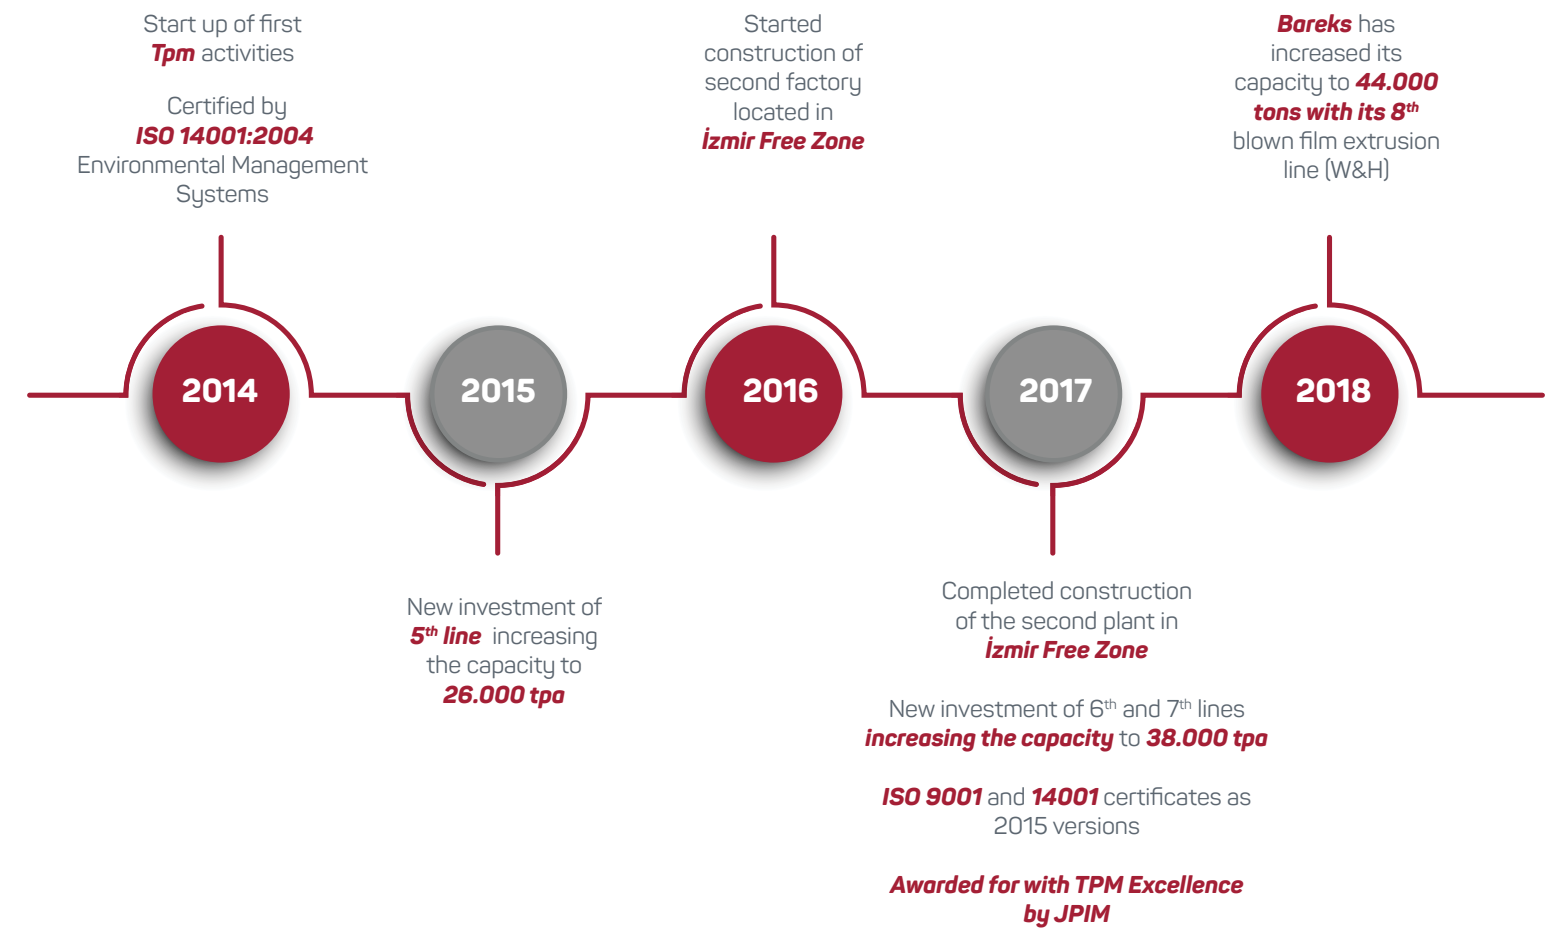 Start up of first
Tpm activities
Certified by
ISO 14001:2004
Environmental Management
Systems
2014
2015
New investment of
5th line increasing
the capacity to
26.000 tpa
Started
construction of
second factory
located in
İzmir Free Zone
2016
2017
Completed construction
of the second plant in
İzmir Free Zone
New investment of 6th and 7th lines
increasing the capacity to 38.000 tpa
ISO 9001 and 14001 certificates as
2015 versions
Awarded for with TPM Excellence
by JPIM
Bareks has
increased its
capacity to 44.000
tons with its 8th
blown film extrusion
line (W&H)
2018